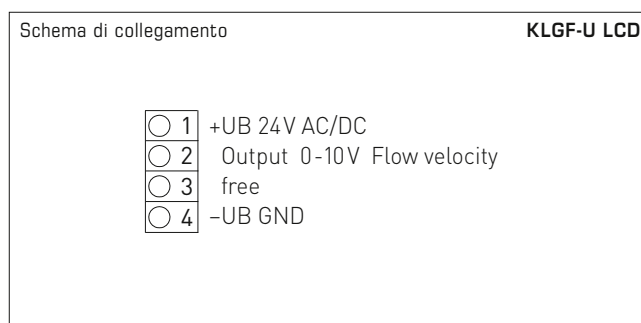 Schema di collegamento KLGF-U LCD
1 +UB 24V AC/DC
2 Output 0-10V Flow velocity
3 free
4 –UB GND